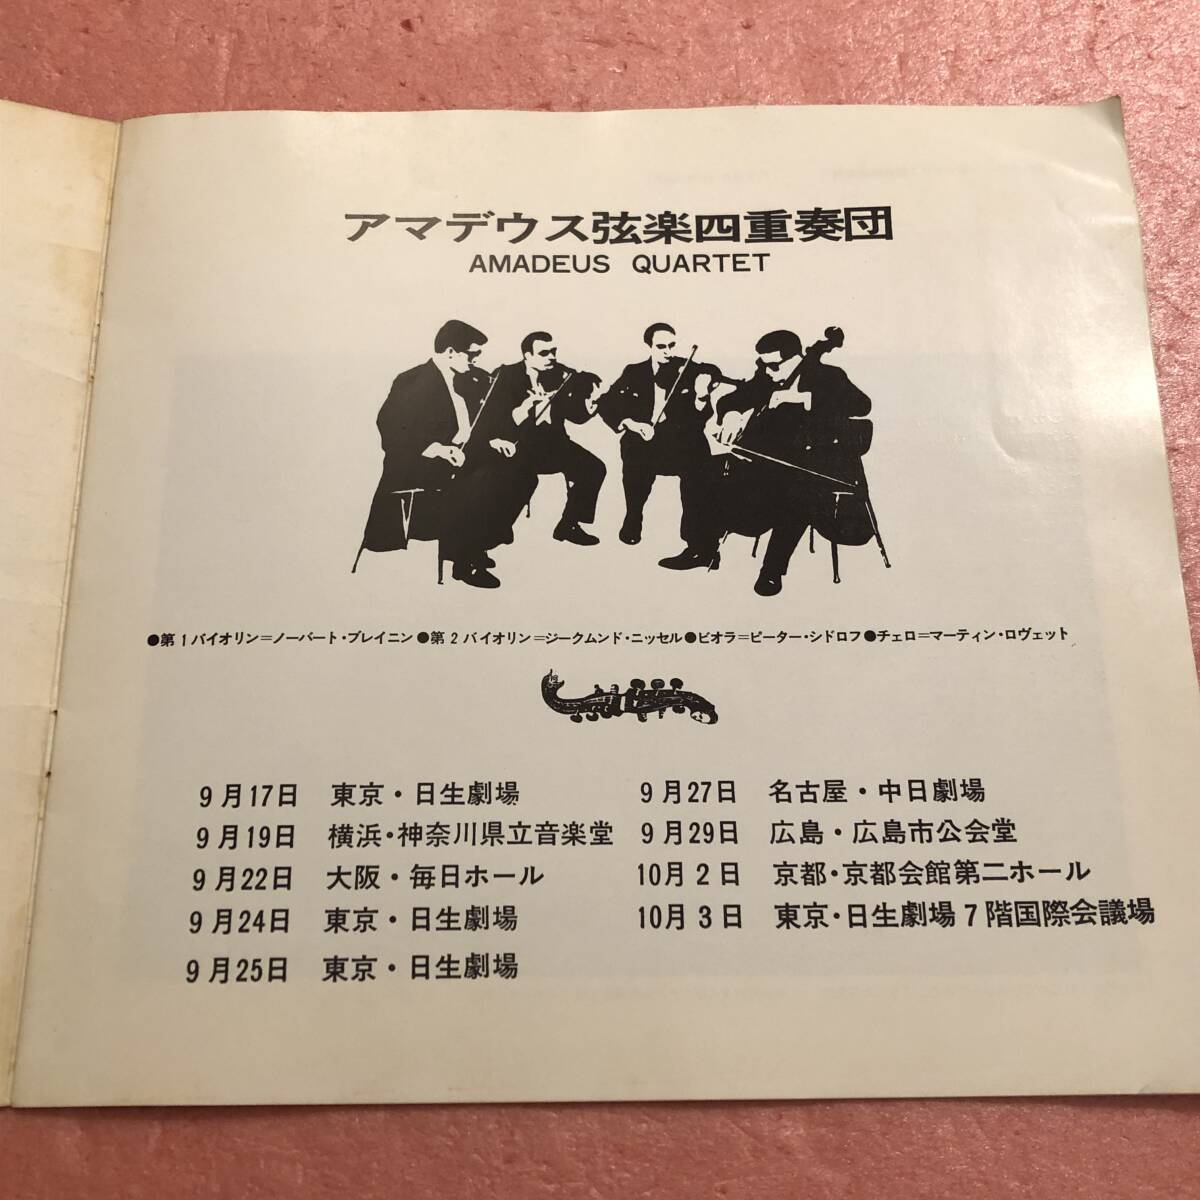 アマデウス弦楽四重奏団
AMADEUS QUARTET
●第1バイオリン=ノーバート・ブレイニン●第2バイオリン=ジークムンド・ニッセル●ビオラ=ピーター・シドロフ●チェロ=マーティン・ロヴェット
9月17日 東京・日生劇場
9月19日 横浜・神奈川県立音楽堂
9月22日 大阪・毎日ホール
9月24日 東京・日生劇場
9月25日 東京・日生劇場
9月27日 名古屋・中日劇場
9月29日 広島・広島市公会堂
10月2日 京都・京都会館第二ホール
10月3日 東京・日生劇場7階国際会議場